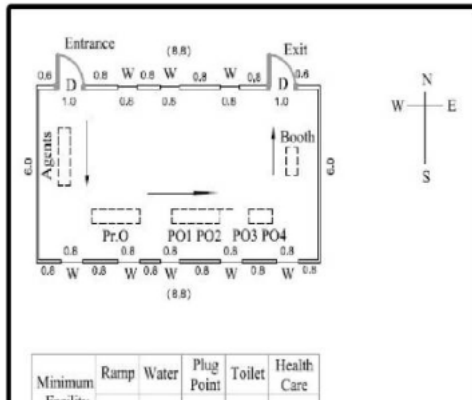 Entrance
(8.8)
Exit
0.6 0.8 W 0.8 W 0.8 W 0.8 0.6
D D
1.0 0.8 0.8 0.8 1.0
N
W E
S
Agents
Booth
6.0
6.0
Pr.O PO1 PO2 PO3 PO4
0.8 0.8 0.8 0.8
0.8 W 0.8 W 0.8 W 0.8 W 0.8
(8.8)
Minimum Facility
Ramp
Water
Plug Point
Toilet
Health Care